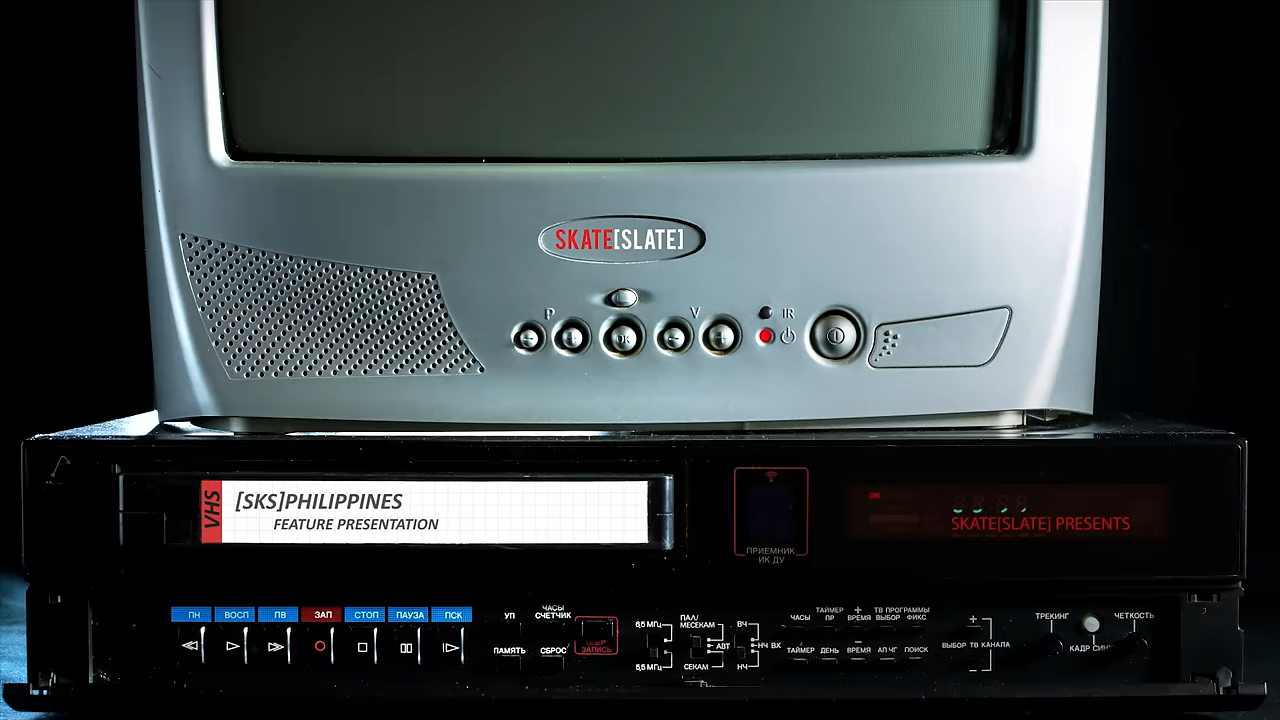 SKATE[SLATE]
P
V
IR
OK
VHS
[SKS]PHILIPPINES
FEATURE PRESENTATION
ON
SKATE[SLATE] PRESENTS
ПРИЕМНИК
ИК ДУ
ПН ВОСП ПВ ЗАП СТОП ПАУЗА ПСК
УП
ЧАСЫ
СЧЕТЧИК
ПАМЯТЬ
СБРОС
ЗАПИСЬ
6,5 МГц
5,5 МГц
ПАЛ/
МЕСЕКАМ
АВТ
СЕКАМ
ВЧ
НЧ ВХ
НЧ
ЧАСЫ
ТАЙМЕР
ПР
+
ВРЕМЯ
ТВ ПРОГРАММЫ
ВЫБОР ФИКС
ТАЙМЕР ДЕНЬ
–
ВРЕМЯ
АПЧГ ПОИСК
+
ВЫБОР ТВ КАНАЛА
–
ТРЕКИНГ
ЧЕТКОСТЬ
КАДР